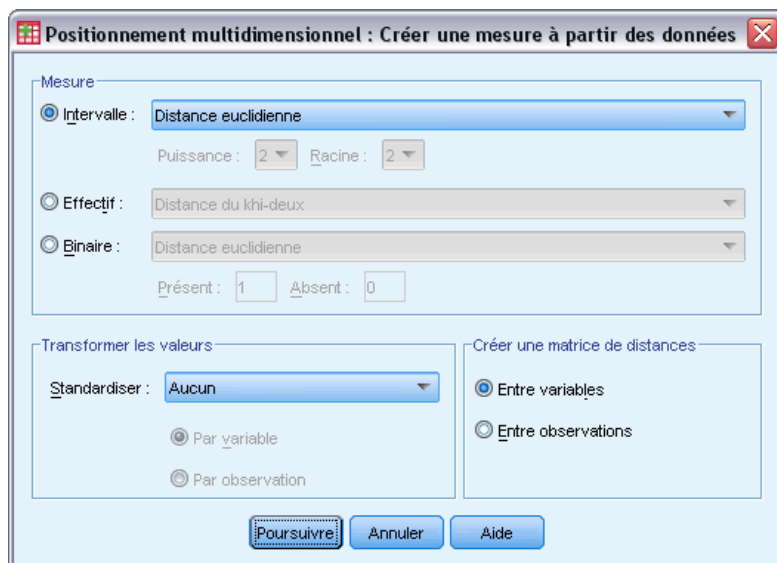 Positionnement multidimensionnel : Créer une mesure à partir des données
Mesure
Intervalle : Distance euclidienne
Puissance : 2 Racine : 2
Effectif : Distance du khi-deux
Binaire : Distance euclidienne
Présent : 1 Absent : 0
Transformer les valeurs
Standardiser : Aucun
Par variable
Par observation
Créer une matrice de distances
Entre variables
Entre observations
Poursuivre Annuler Aide